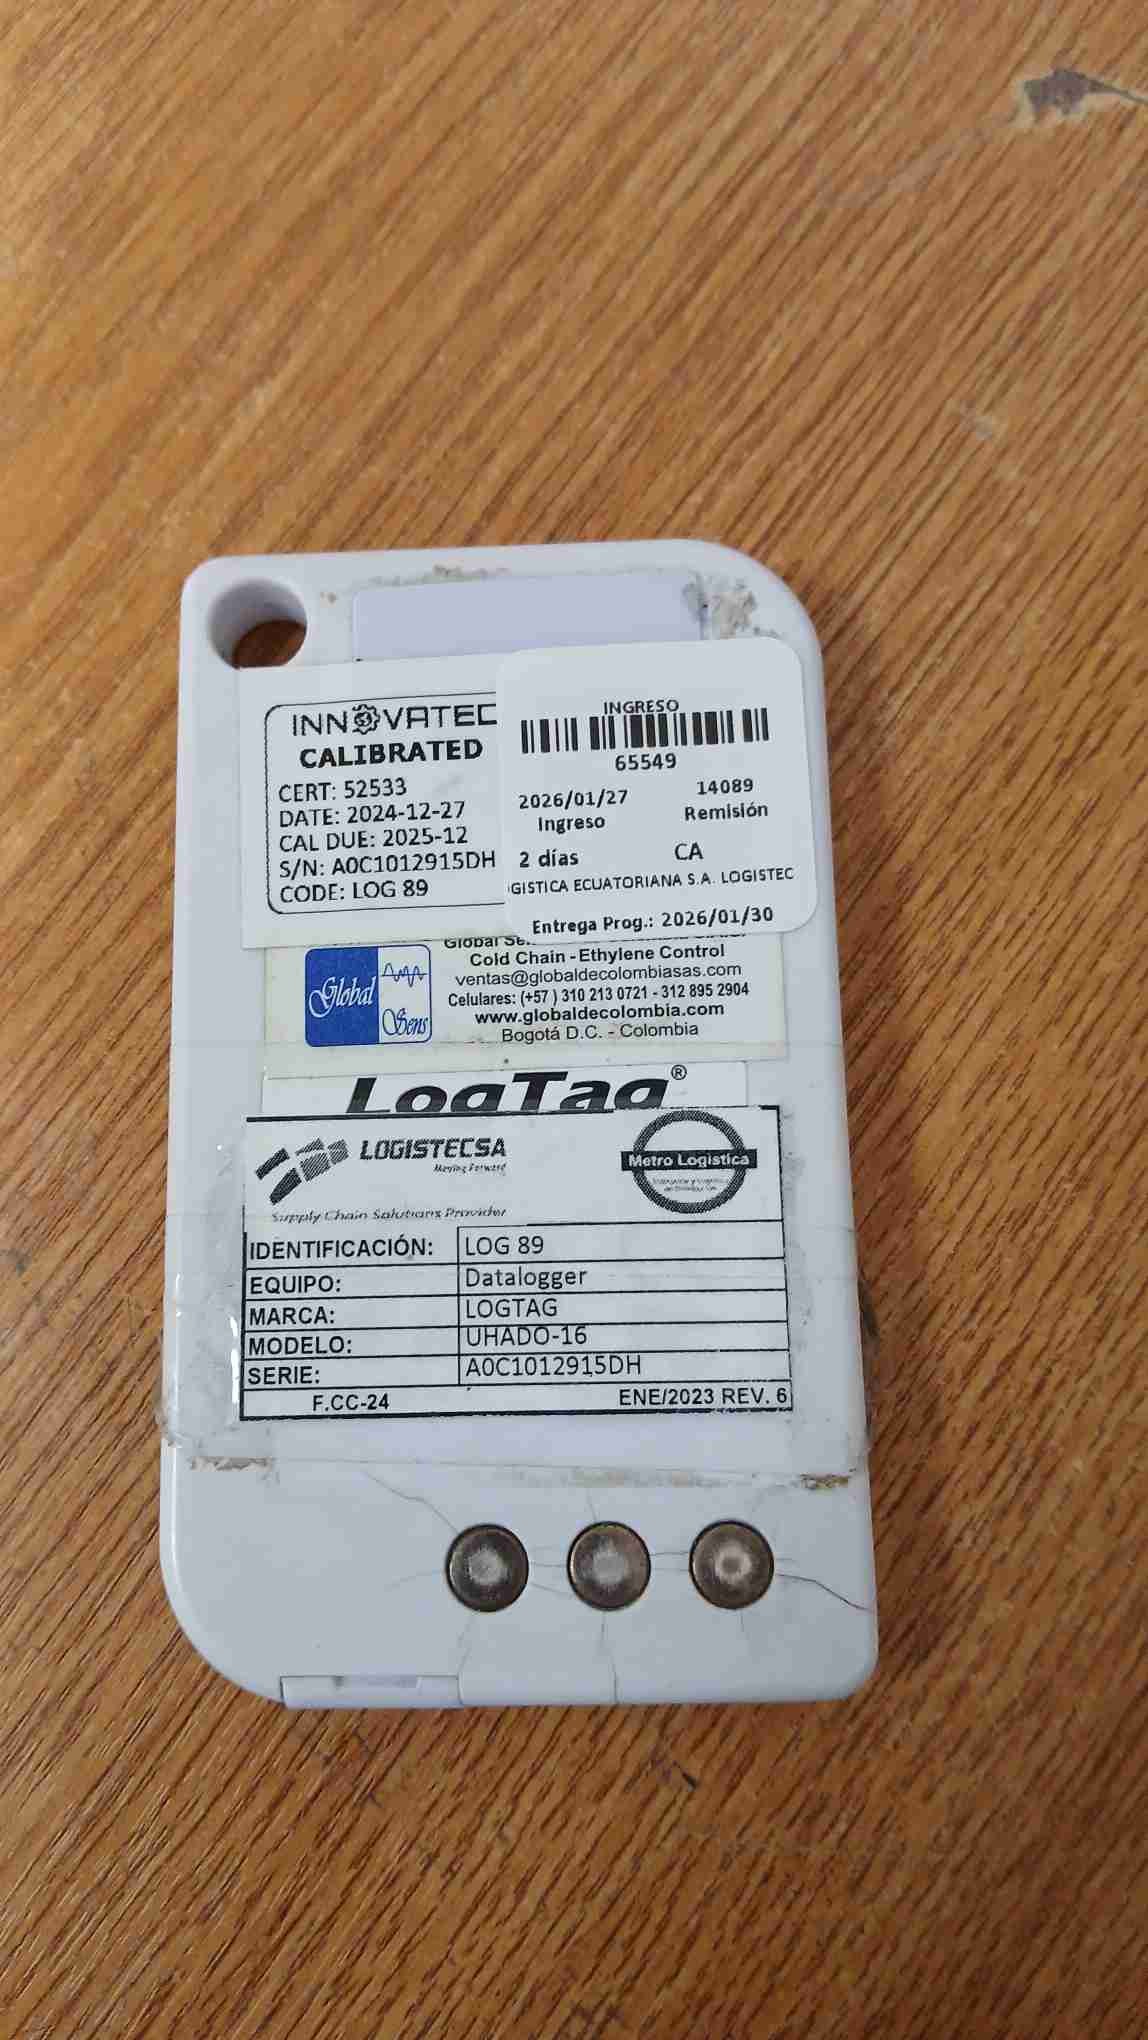 INNOVATEC
CALIBRATED
CERT: 52533
DATE: 2024-12-27
CAL DUE: 2025-12
S/N: A0C1012915DH
CODE: LOG 89
INGRESO
65549
2026/01/27 14089
Ingreso Remisión
2 días CA
GISTICA ECUATORIANA S.A. LOGISTEC
Entrega Prog.: 2026/01/30
Global Sens
Global
Cold Chain - Ethylene Control
ventas@globaldecolombiasas.com
Celulares: (+57 ) 310 213 0721 - 312 895 2904
www.globaldecolombia.com
Bogotá D.C. - Colombia
LogTag®
LOGISTECSA
Moving Forward
Supply Chain Solutions Provider
Metro Logística
IDENTIFICACIÓN: LOG 89
EQUIPO: Datalogger
MARCA: LOGTAG
MODELO: UHADO-16
SERIE: A0C1012915DH
F.CC-24 ENE/2023 REV. 6